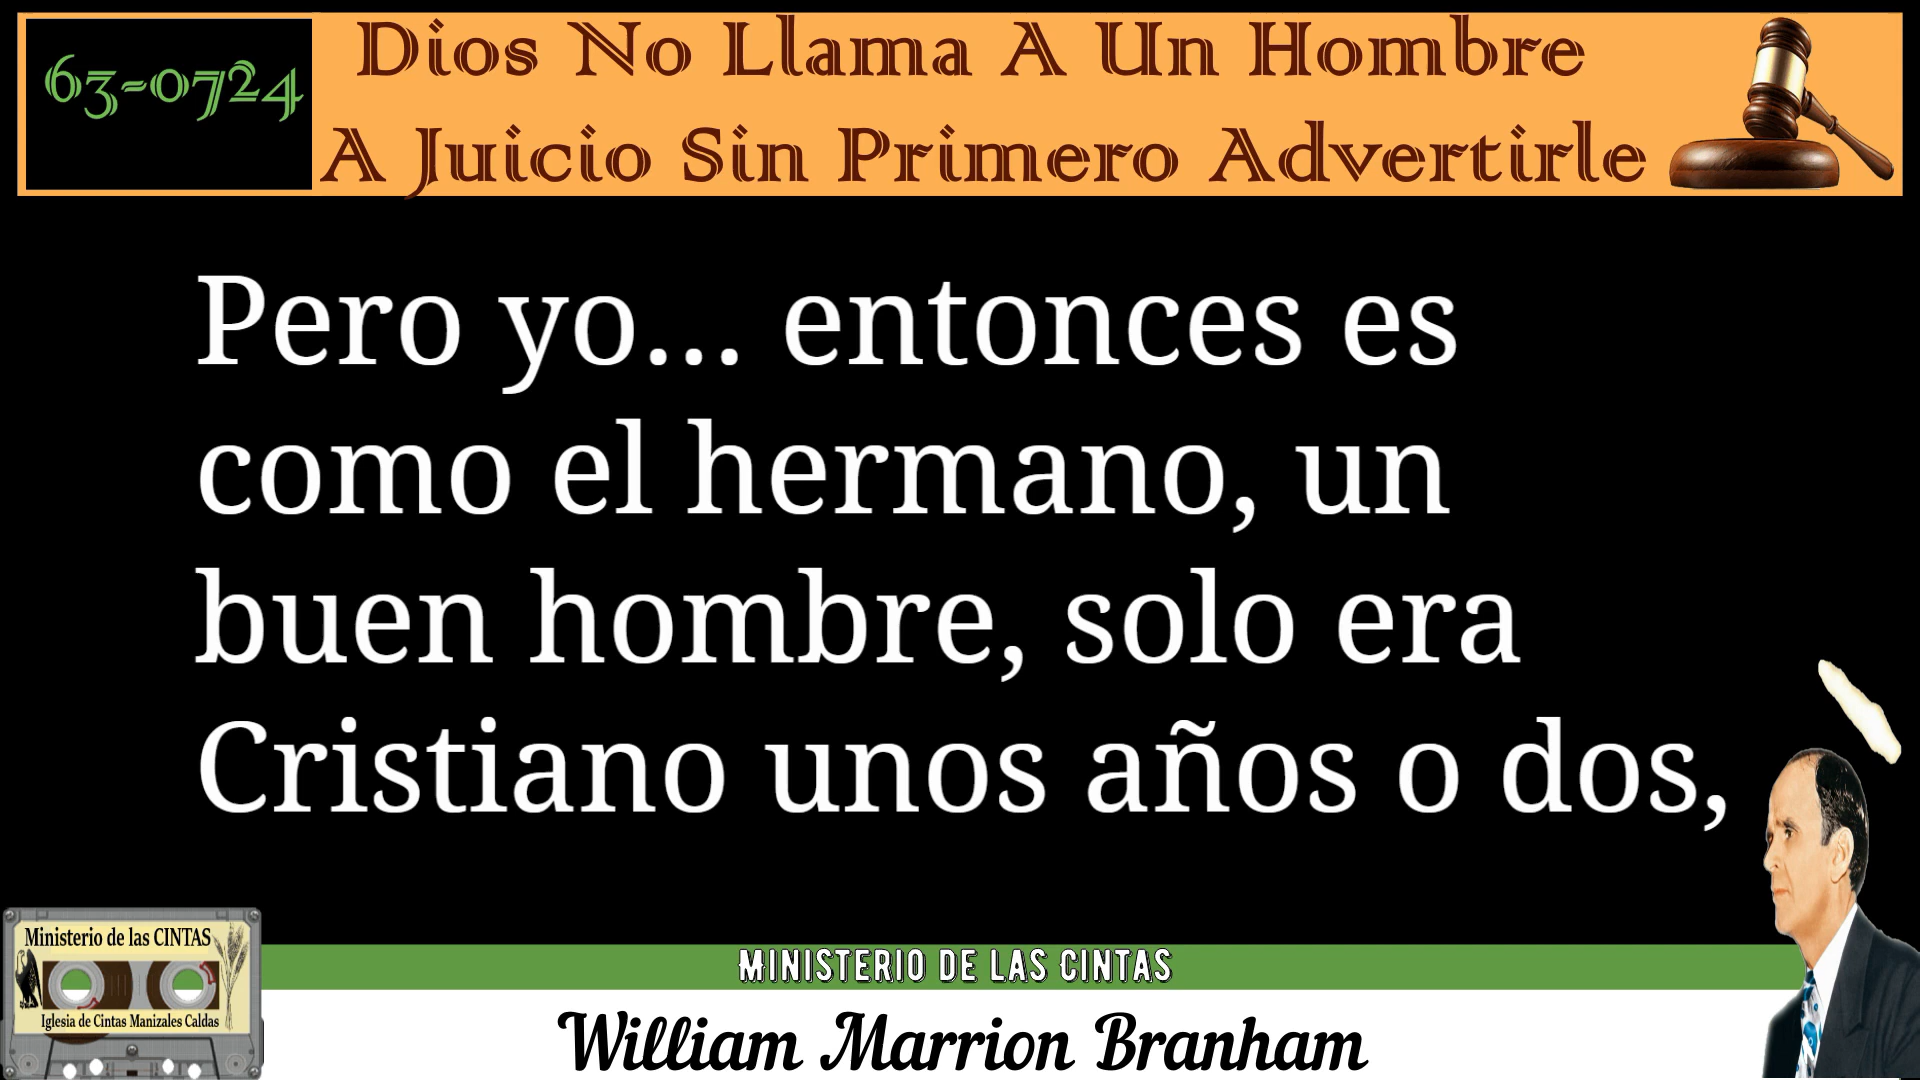 63-0724
Dios No Llama A Un Hombre
A Juicio Sin Primero Advertirle
Pero yo... entonces es
como el hermano, un
buen hombre, solo era
Cristiano unos años o dos,
Ministerio de las CINTAS
Iglesia de Cintas Manizales Caldas
MINISTERIO DE LAS CINTAS
William Marrion Branham